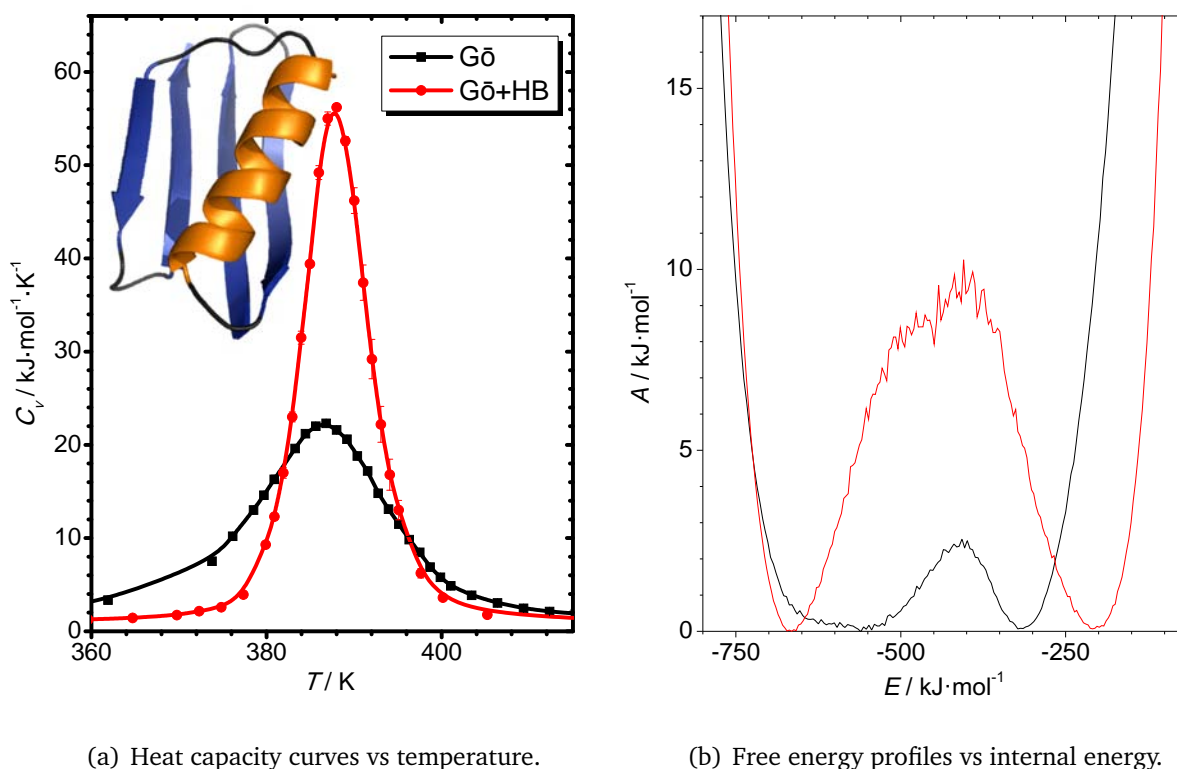 Gō
Gō+HB
60
50
40
30
20
10
0
360
380
400
C_v / kJ·mol⁻¹·K⁻¹
T / K
15
10
5
0
-750
-500
-250
A / kJ·mol⁻¹
E / kJ·mol⁻¹
(a) Heat capacity curves vs temperature.
(b) Free energy profiles vs internal energy.